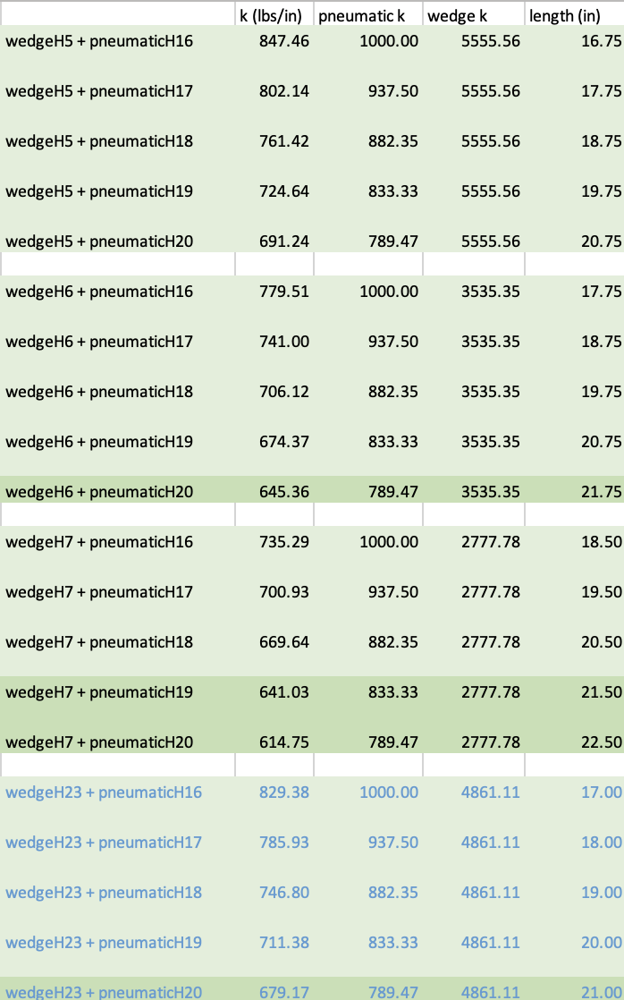 k (lbs/in) pneumatic k wedge k length (in)
wedgeH5 + pneumaticH16 847.46 1000.00 5555.56 16.75
wedgeH5 + pneumaticH17 802.14 937.50 5555.56 17.75
wedgeH5 + pneumaticH18 761.42 882.35 5555.56 18.75
wedgeH5 + pneumaticH19 724.64 833.33 5555.56 19.75
wedgeH5 + pneumaticH20 691.24 789.47 5555.56 20.75
wedgeH6 + pneumaticH16 779.51 1000.00 3535.35 17.75
wedgeH6 + pneumaticH17 741.00 937.50 3535.35 18.75
wedgeH6 + pneumaticH18 706.12 882.35 3535.35 19.75
wedgeH6 + pneumaticH19 674.37 833.33 3535.35 20.75
wedgeH6 + pneumaticH20 645.36 789.47 3535.35 21.75
wedgeH7 + pneumaticH16 735.29 1000.00 2777.78 18.50
wedgeH7 + pneumaticH17 700.93 937.50 2777.78 19.50
wedgeH7 + pneumaticH18 669.64 882.35 2777.78 20.50
wedgeH7 + pneumaticH19 641.03 833.33 2777.78 21.50
wedgeH7 + pneumaticH20 614.75 789.47 2777.78 22.50
wedgeH23 + pneumaticH16 829.38 1000.00 4861.11 17.00
wedgeH23 + pneumaticH17 785.93 937.50 4861.11 18.00
wedgeH23 + pneumaticH18 746.80 882.35 4861.11 19.00
wedgeH23 + pneumaticH19 711.38 833.33 4861.11 20.00
wedgeH23 + pneumaticH20 679.17 789.47 4861.11 21.00